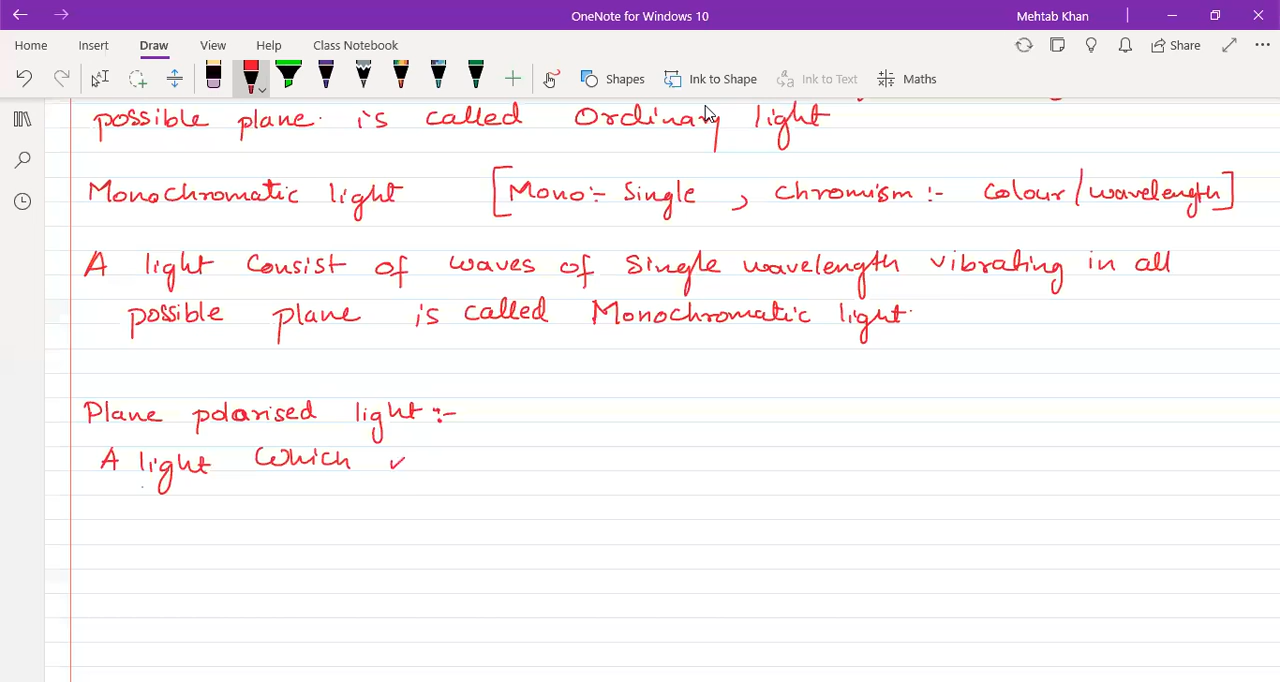 OneNote for Windows 10
Mehtab Khan
Home Insert Draw View Help Class Notebook
Share
Shapes Ink to Shape Ink to Text Maths
possible plane. is called Ordinary light
Monochromatic light [Mono:- Single , chromism :- colour/wavelength]
A light consist of waves of single wavelength vibrating in all
possible plane is called Monochromatic light.
Plane polarised light :-
A light which